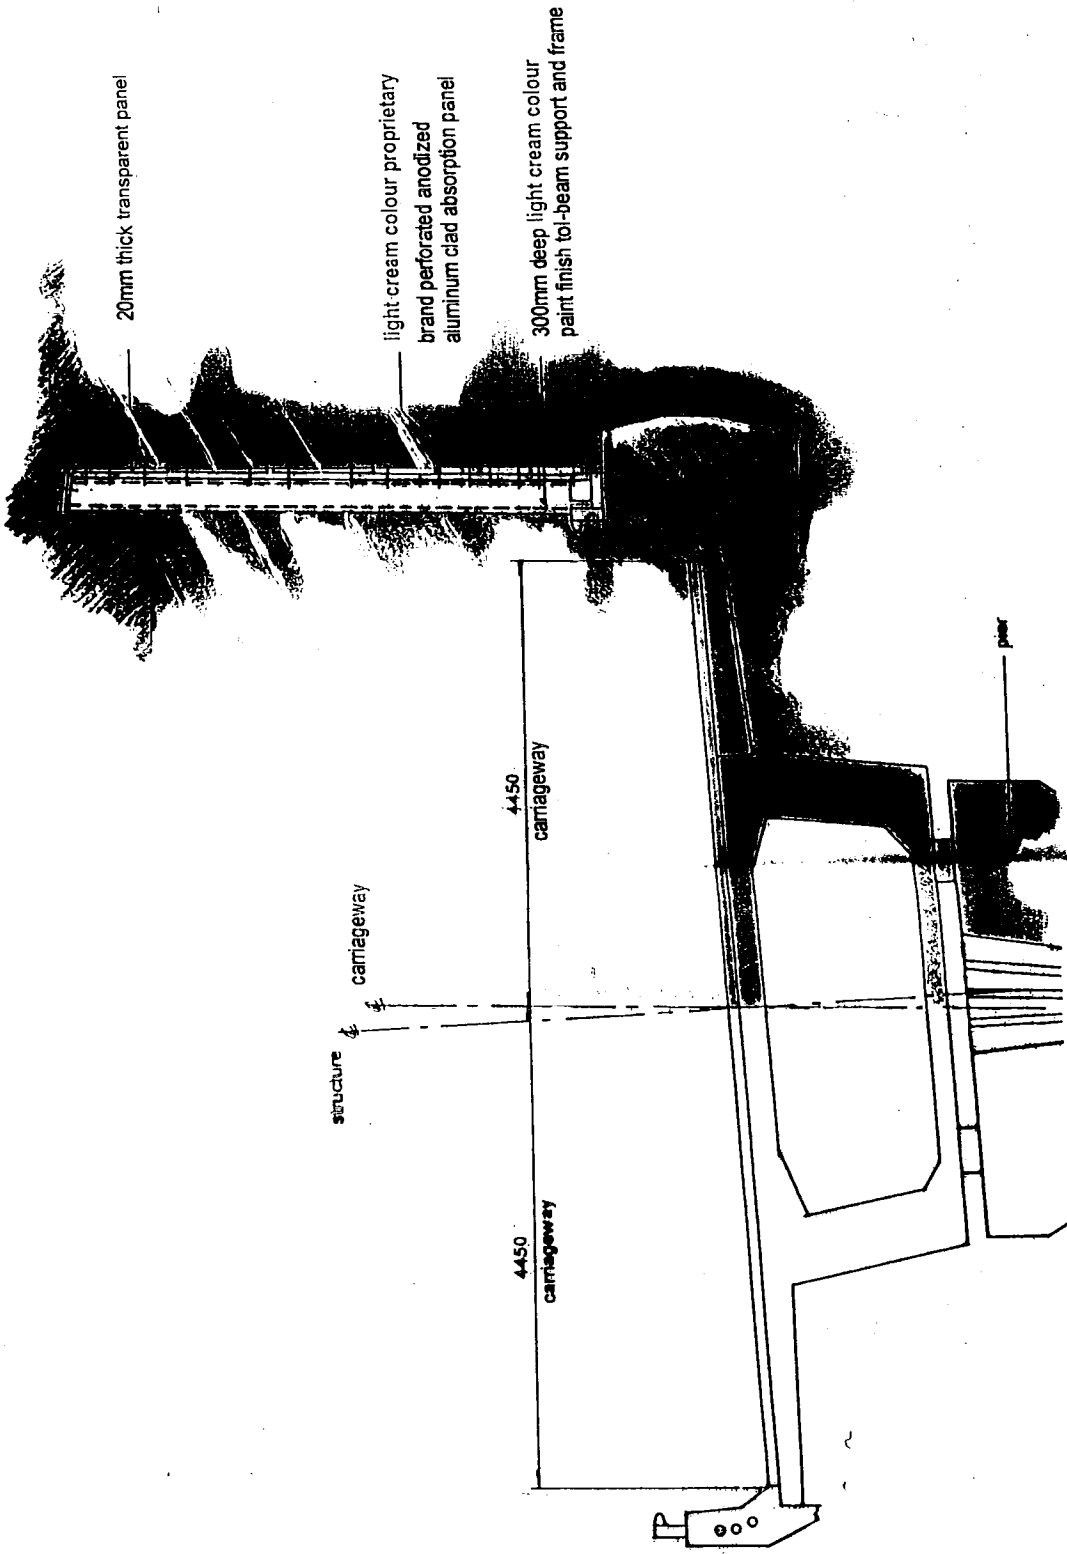 20mm thick transparent panel
light cream colour proprietary
brand perforated anodized
aluminum clad absorption panel
300mm deep light cream colour
paint finish tol-beam support and frame
structure
carriageway
4450
carriageway
4450
carriageway
pier